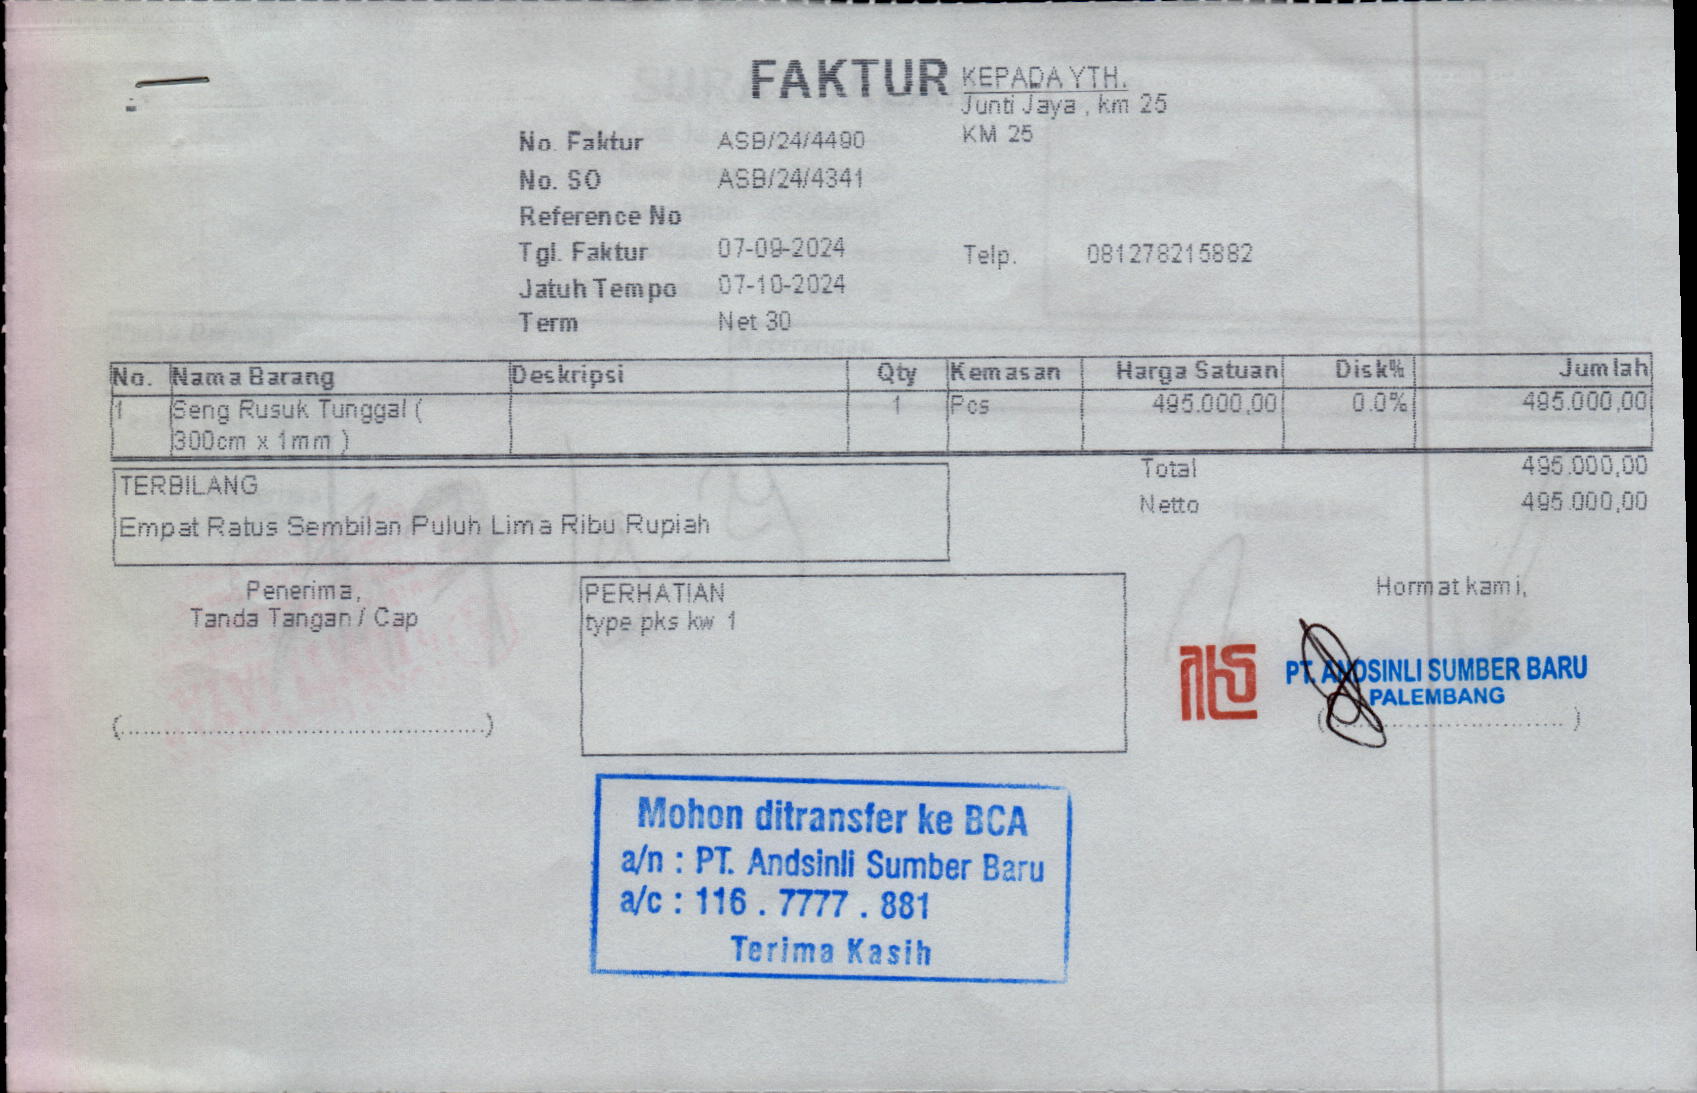 FAKTUR
KEPADA YTH.
Junti Jaya , km 25
KM 25
No. Faktur ASB/24/4490
No. SO ASB/24/4341
Reference No
Tgl. Faktur 07-09-2024
Telp. 081278215882
Jatuh Tempo 07-10-2024
Term Net 30
No. Nama Barang Deskripsi Qty Kemasan Harga Satuan Disk% Jumlah
1 Seng Rusuk Tunggal ( 1 Pcs 495.000,00 0.0% 495.000,00
300cm x 1mm )
Total 495.000,00
Netto 495.000,00
TERBILANG
Empat Ratus Sembilan Puluh Lima Ribu Rupiah
Penerima,
Tanda Tangan / Cap
(...................................................)
PERHATIAN
type pks kw 1
Hormat kami,
PT. ANDSINLI SUMBER BARU
PALEMBANG
Mohon ditransfer ke BCA
a/n : PT. Andsinli Sumber Baru
a/c : 116 . 7777 . 881
Terima Kasih